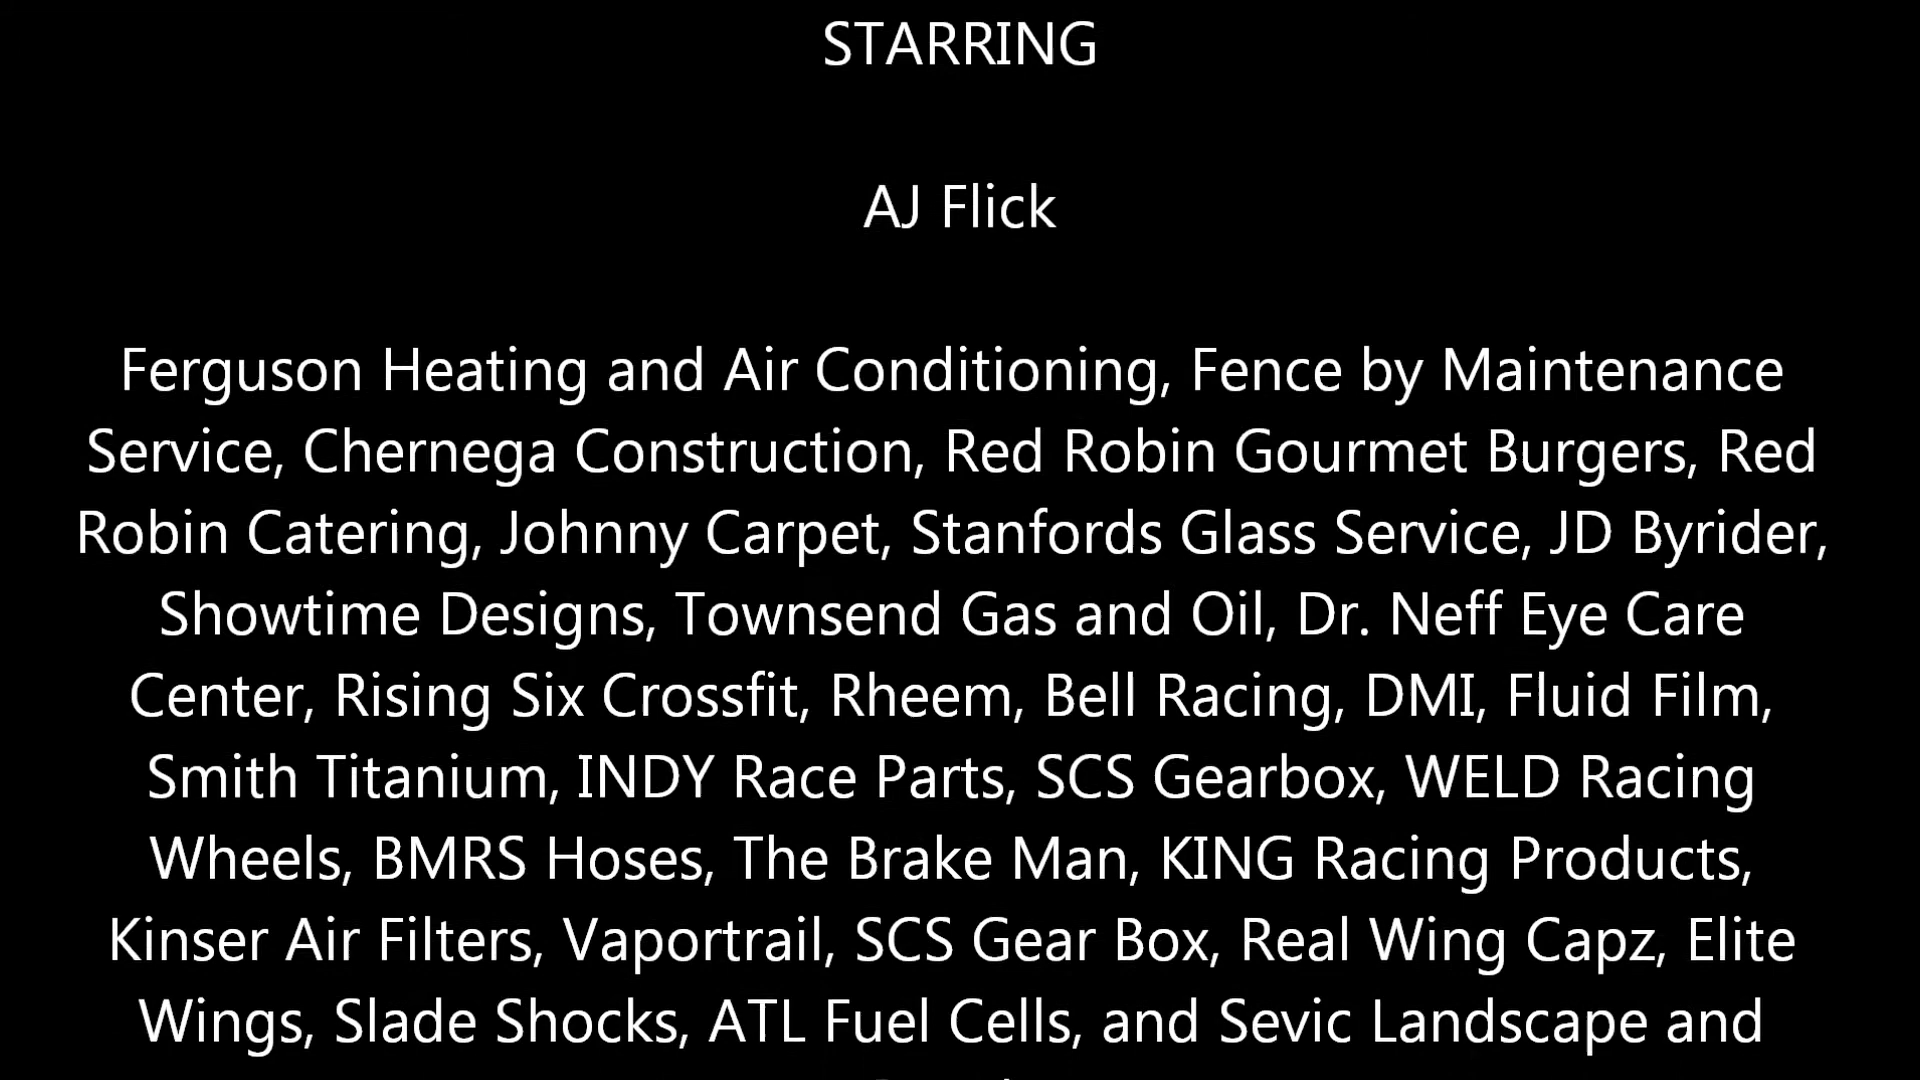 STARRING
AJ Flick
Ferguson Heating and Air Conditioning, Fence by Maintenance
Service, Chernega Construction, Red Robin Gourmet Burgers, Red
Robin Catering, Johnny Carpet, Stanfords Glass Service, JD Byrider,
Showtime Designs, Townsend Gas and Oil, Dr. Neff Eye Care
Center, Rising Six Crossfit, Rheem, Bell Racing, DMI, Fluid Film,
Smith Titanium, INDY Race Parts, SCS Gearbox, WELD Racing
Wheels, BMRS Hoses, The Brake Man, KING Racing Products,
Kinser Air Filters, Vaportrail, SCS Gear Box, Real Wing Capz, Elite
Wings, Slade Shocks, ATL Fuel Cells, and Sevic Landscape and